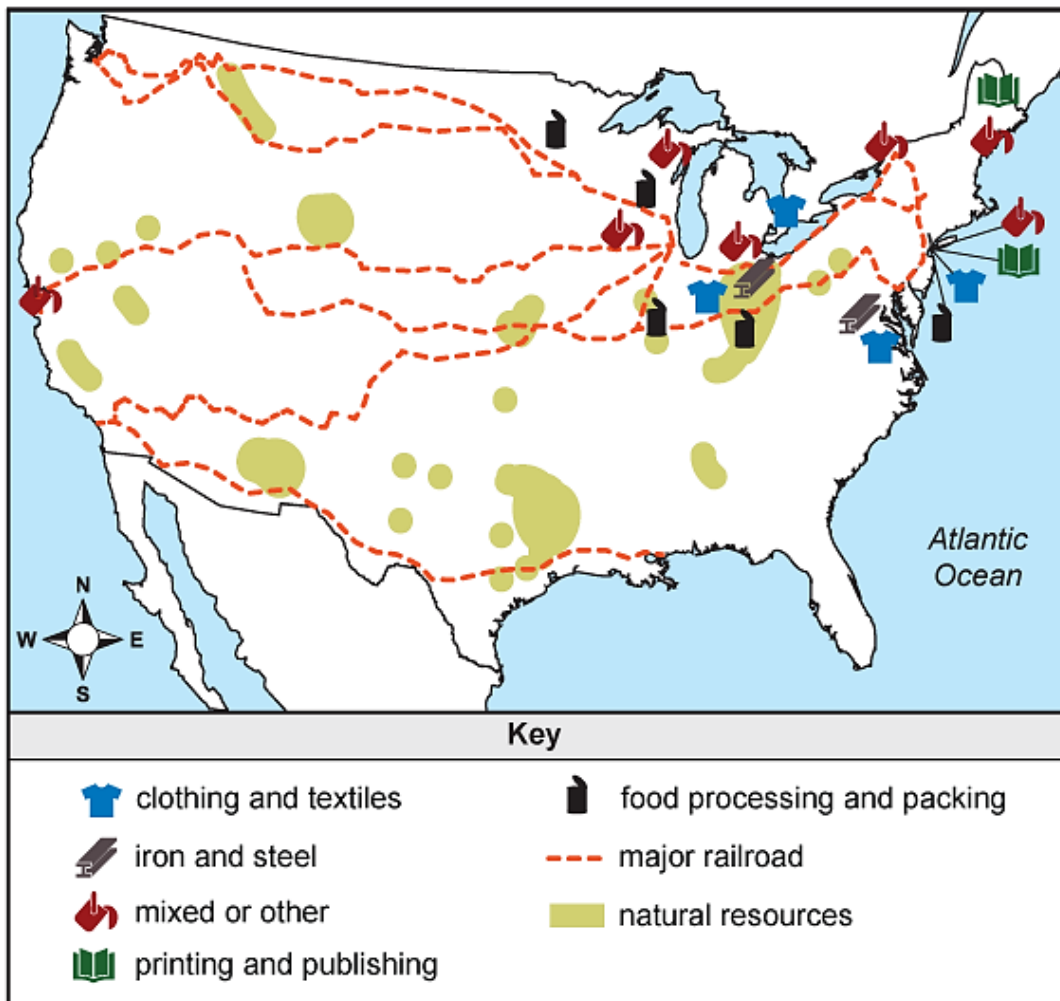 Atlantic
Ocean
N
W E
S
Key
clothing and textiles
food processing and packing
iron and steel
major railroad
mixed or other
natural resources
printing and publishing